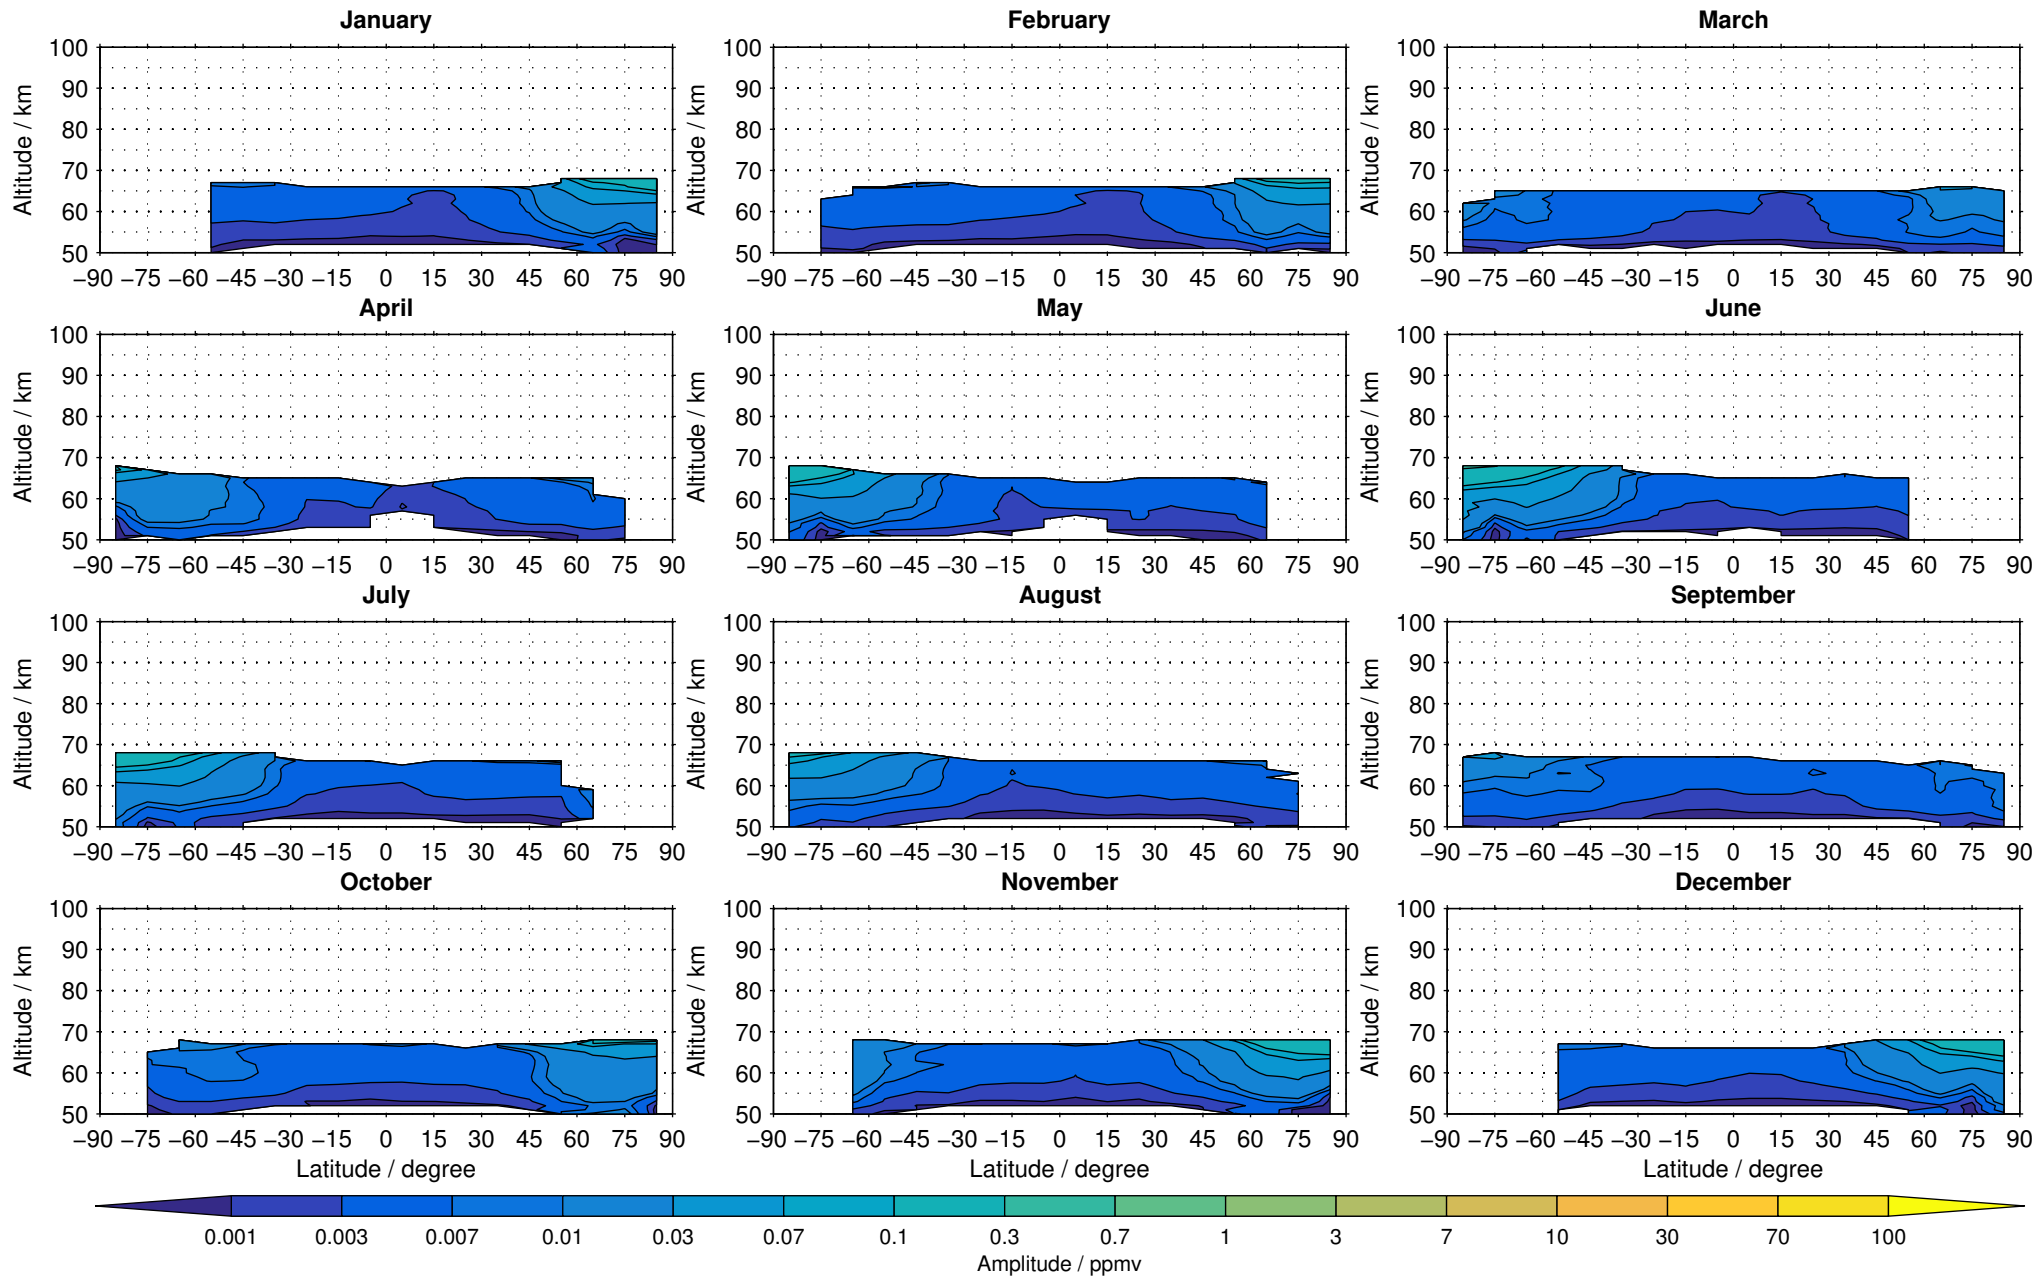 January February March
100 100 100
Altitude / km Altitude / km Altitude / km
90 90 90
80 80 80
70 70 70
60 60 60
50 50 50
−90 −75 −60 −45 −30 −15 0 15 30 45 60 75 90 −90 −75 −60 −45 −30 −15 0 15 30 45 60 75 90 −90 −75 −60 −45 −30 −15 0 15 30 45 60 75 90
April May June
100 100 100
Altitude / km Altitude / km Altitude / km
90 90 90
80 80 80
70 70 70
60 60 60
50 50 50
−90 −75 −60 −45 −30 −15 0 15 30 45 60 75 90 −90 −75 −60 −45 −30 −15 0 15 30 45 60 75 90 −90 −75 −60 −45 −30 −15 0 15 30 45 60 75 90
July August September
100 100 100
Altitude / km Altitude / km Altitude / km
90 90 90
80 80 80
70 70 70
60 60 60
50 50 50
−90 −75 −60 −45 −30 −15 0 15 30 45 60 75 90 −90 −75 −60 −45 −30 −15 0 15 30 45 60 75 90 −90 −75 −60 −45 −30 −15 0 15 30 45 60 75 90
October November December
100 100 100
Altitude / km Altitude / km Altitude / km
90 90 90
80 80 80
70 70 70
60 60 60
50 50 50
−90 −75 −60 −45 −30 −15 0 15 30 45 60 75 90 −90 −75 −60 −45 −30 −15 0 15 30 45 60 75 90 −90 −75 −60 −45 −30 −15 0 15 30 45 60 75 90
Latitude / degree Latitude / degree Latitude / degree
0.001 0.003 0.007 0.01 0.03 0.07 0.1 0.3 0.7 1 3 7 10 30 70 100
Amplitude / ppmv